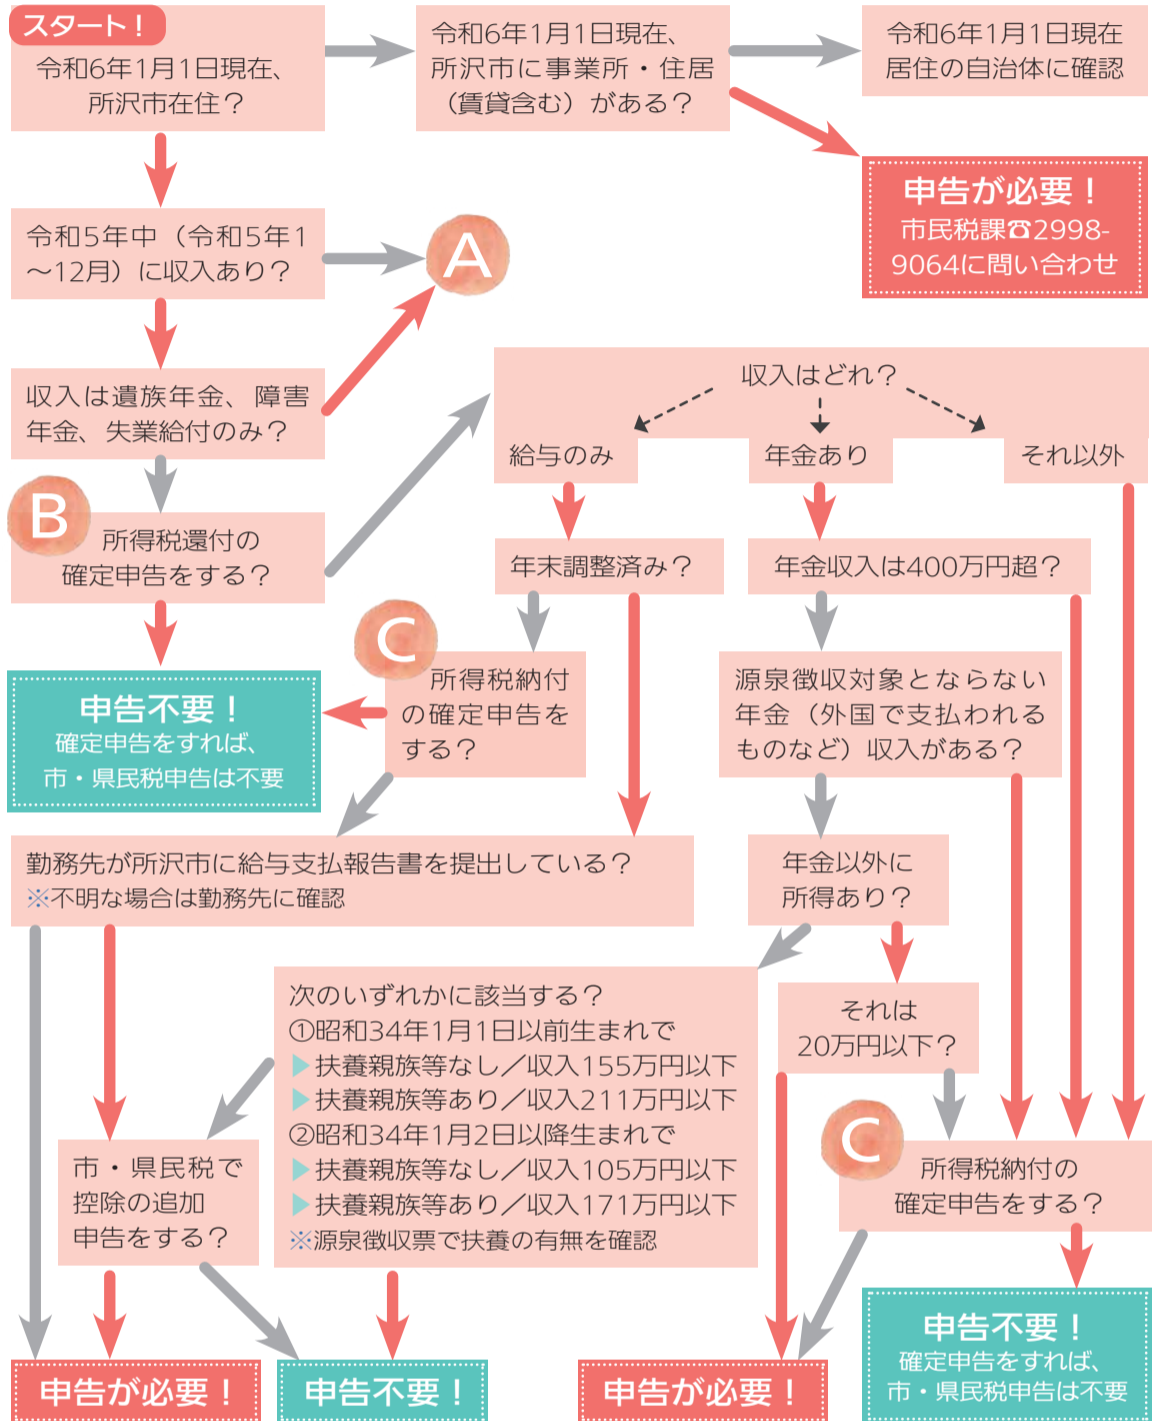 スタート！
令和6年1月1日現在、
所沢市在住？
令和6年1月1日現在、
所沢市に事業所・住居
（賃貸含む）がある？
令和6年1月1日現在
居住の自治体に確認
申告が必要！
市民税課☎2998-
9064に問い合わせ
令和5年中（令和5年1
～12月）に収入あり？
A
収入は遺族年金、障害
年金、失業給付のみ？
収入はどれ？
給与のみ
年金あり
それ以外
B
所得税還付の
確定申告をする？
年末調整済み？
年金収入は400万円超？
申告不要！
確定申告をすれば、
市・県民税申告は不要
C
所得税納付
の確定申告を
する？
源泉徴収対象とならない
年金（外国で支払われる
ものなど）収入がある？
勤務先が所沢市に給与支払報告書を提出している？
※不明な場合は勤務先に確認
年金以外に
所得あり？
次のいずれかに該当する？
①昭和34年1月1日以前生まれで
▶扶養親族等なし／収入155万円以下
▶扶養親族等あり／収入211万円以下
②昭和34年1月2日以降生まれで
▶扶養親族等なし／収入105万円以下
▶扶養親族等あり／収入171万円以下
※源泉徴収票で扶養の有無を確認
それは
20万円以下？
市・県民税で
控除の追加
申告をする？
C
所得税納付の
確定申告をする？
申告不要！
確定申告をすれば、
市・県民税申告は不要
申告が必要！
申告不要！
申告が必要！